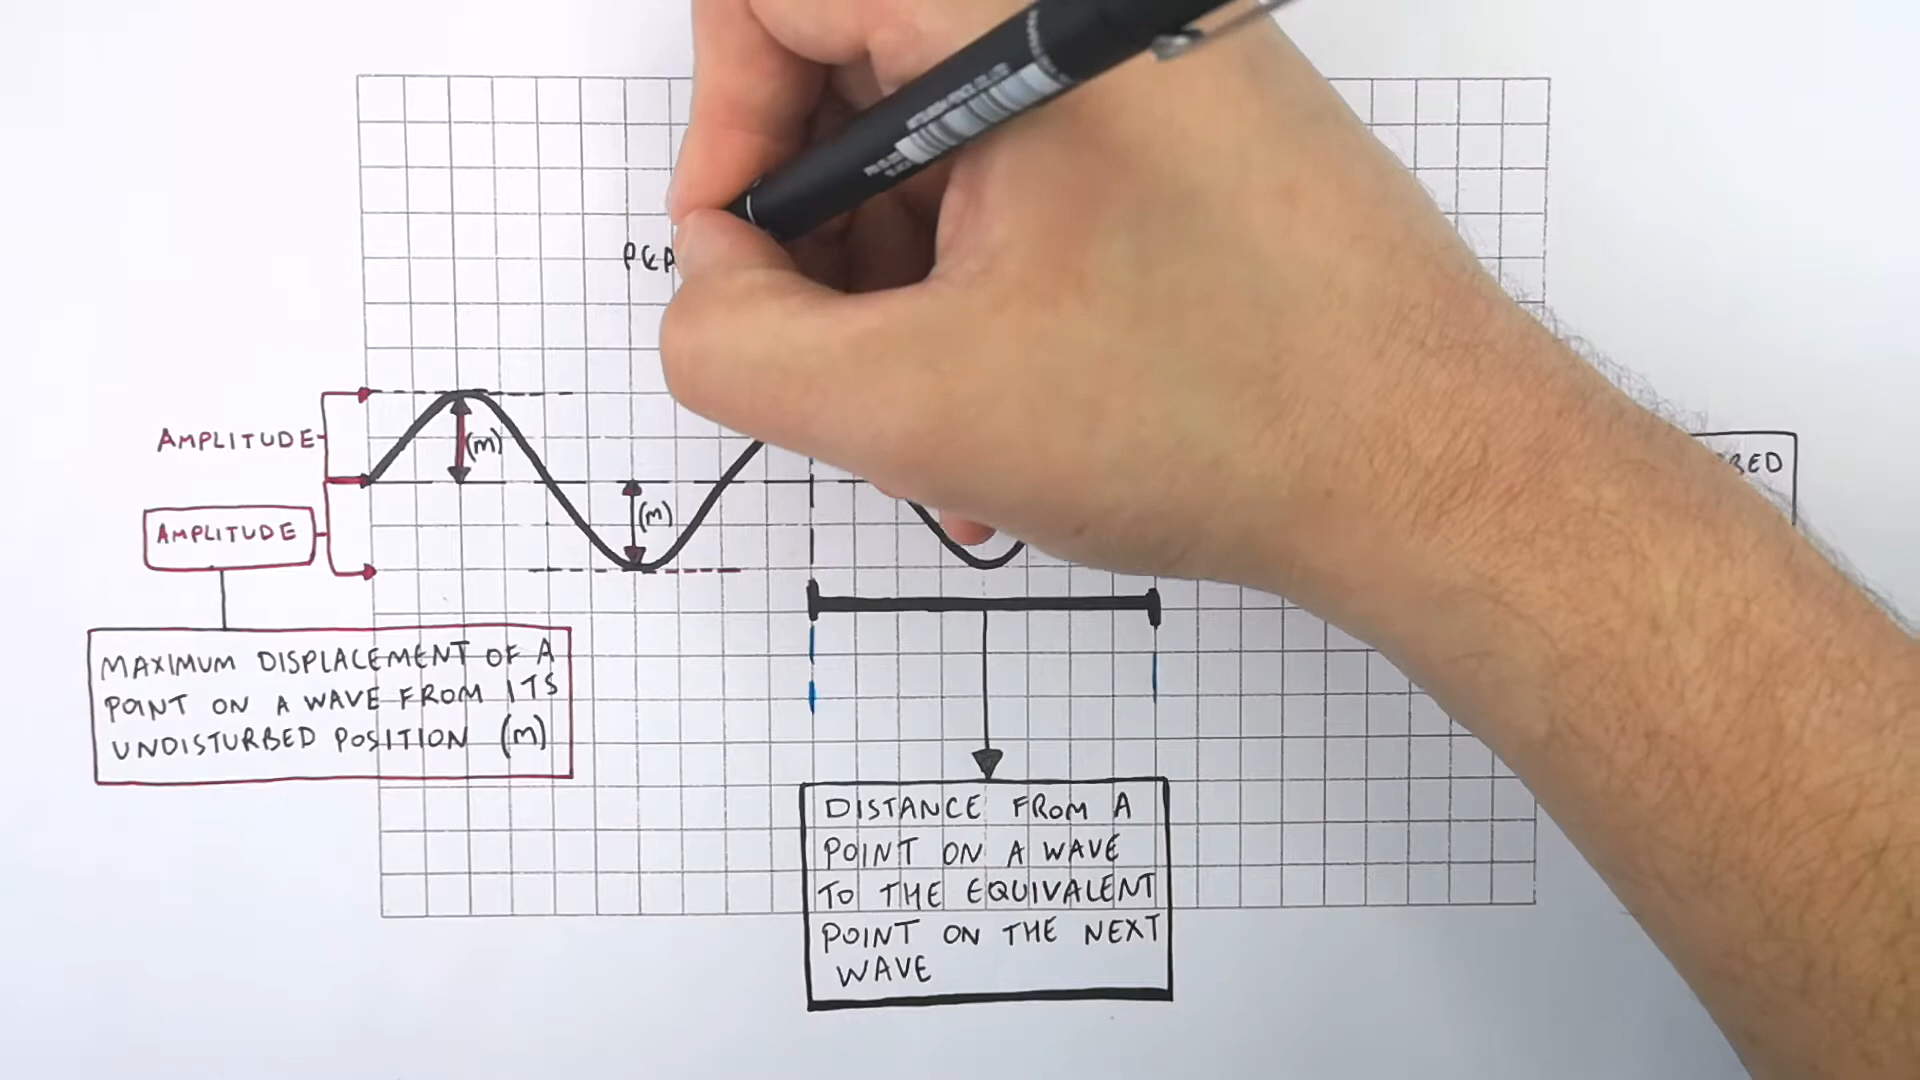 PEA
AMPLITUDE
(m)
(m)
AMPLITUDE
MAXIMUM DISPLACEMENT OF A
POINT ON A WAVE FROM ITS
UNDISTURBED POSITION (m)
DISTANCE FROM A
POINT ON A WAVE
TO THE EQUIVALENT
POINT ON THE NEXT
WAVE